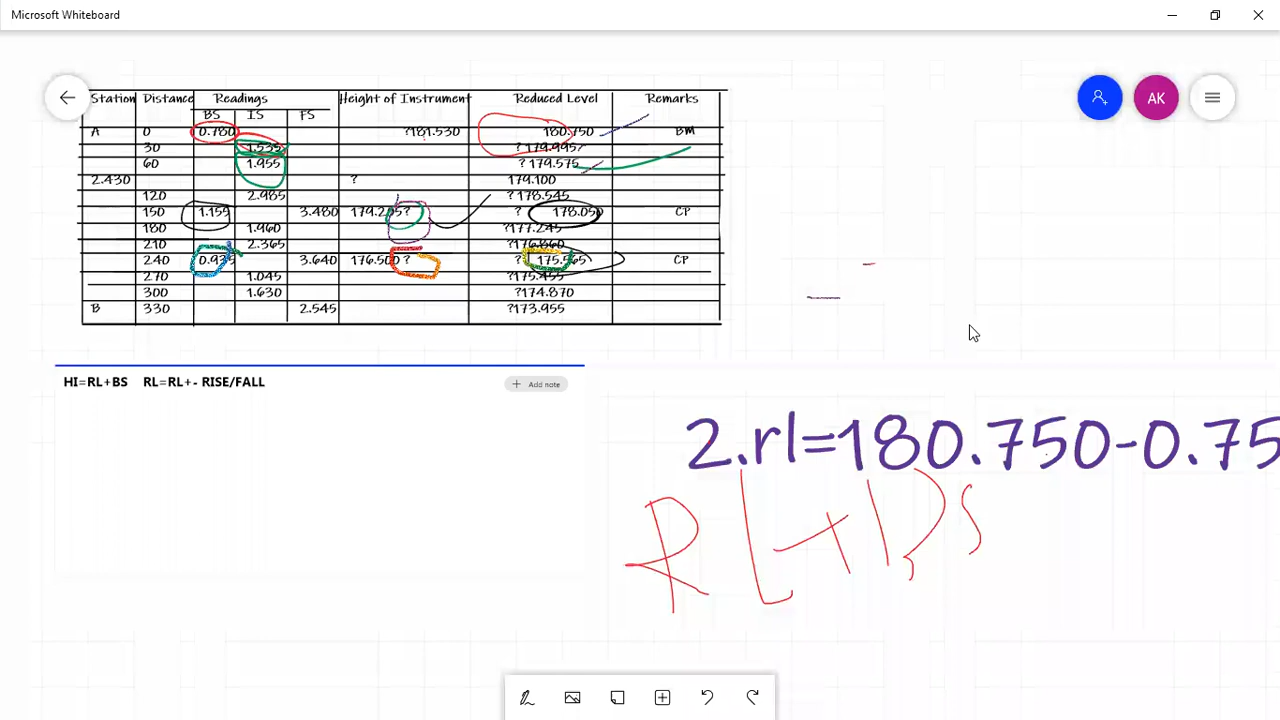 Microsoft Whiteboard
AK
Station Distance Readings Height of Instrument Reduced Level Remarks
BS IS FS
A 0 0.780 ?181.530 180.750 BM
30 1.535 ? 179.995
60 1.955 ? 179.575
2.430 ? 179.100
120 2.985 ?178.545
150 1.155 3.480 179.205? ? 178.050 CP
180 1.960 ?177.245
210 2.365 ?176.860
240 3.640 176.500 ? ? 175.565 CP
270 1.045 ?175.455
300 1.630 ?174.870
B 330 2.545 ?173.955
HI=RL+BS RL=RL+- RISE/FALL
Add note
2.rl=180.750-0.75
RL+BS